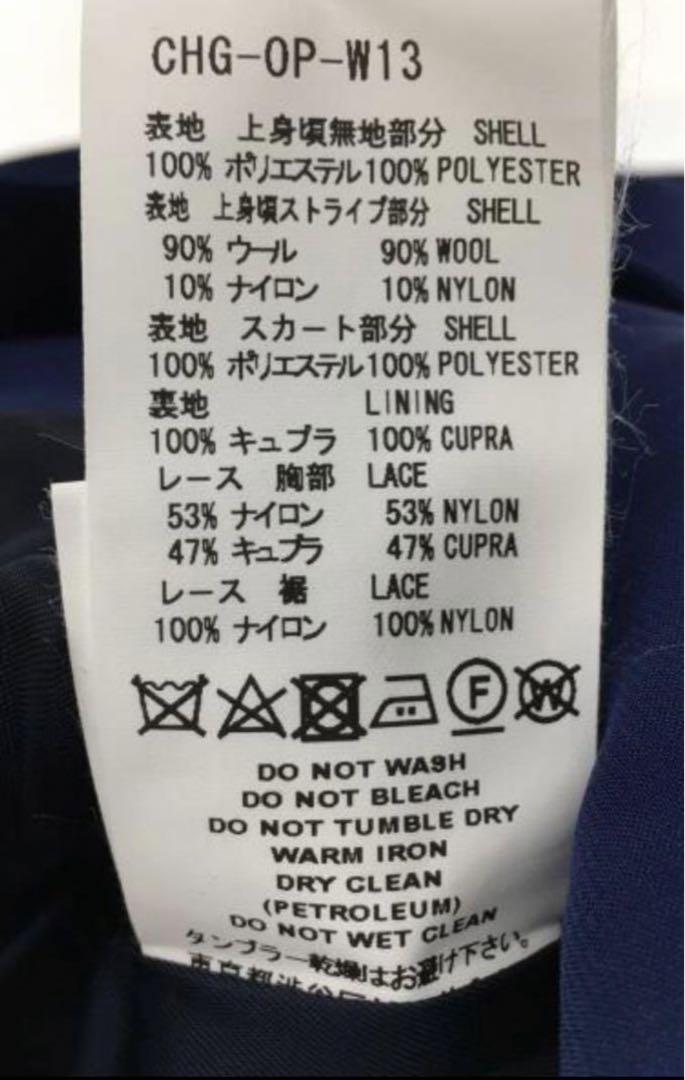 CHG-OP-W13
表地 上身頃無地部分 SHELL
100% ポリエステル 100% POLYESTER
表地 上身頃ストライプ部分 SHELL
90% ウール 90% WOOL
10% ナイロン 10% NYLON
表地 スカート部分 SHELL
100% ポリエステル 100% POLYESTER
裏地 LINING
100% キュプラ 100% CUPRA
レース 胸部 LACE
53% ナイロン 53% NYLON
47% キュプラ 47% CUPRA
レース 裾 LACE
100% ナイロン 100% NYLON
F W
DO NOT WASH
DO NOT BLEACH
DO NOT TUMBLE DRY
WARM IRON
DRY CLEAN
(PETROLEUM)
DO NOT WET CLEAN
タンブラー乾燥はお避け下さい。
東京都渋谷区